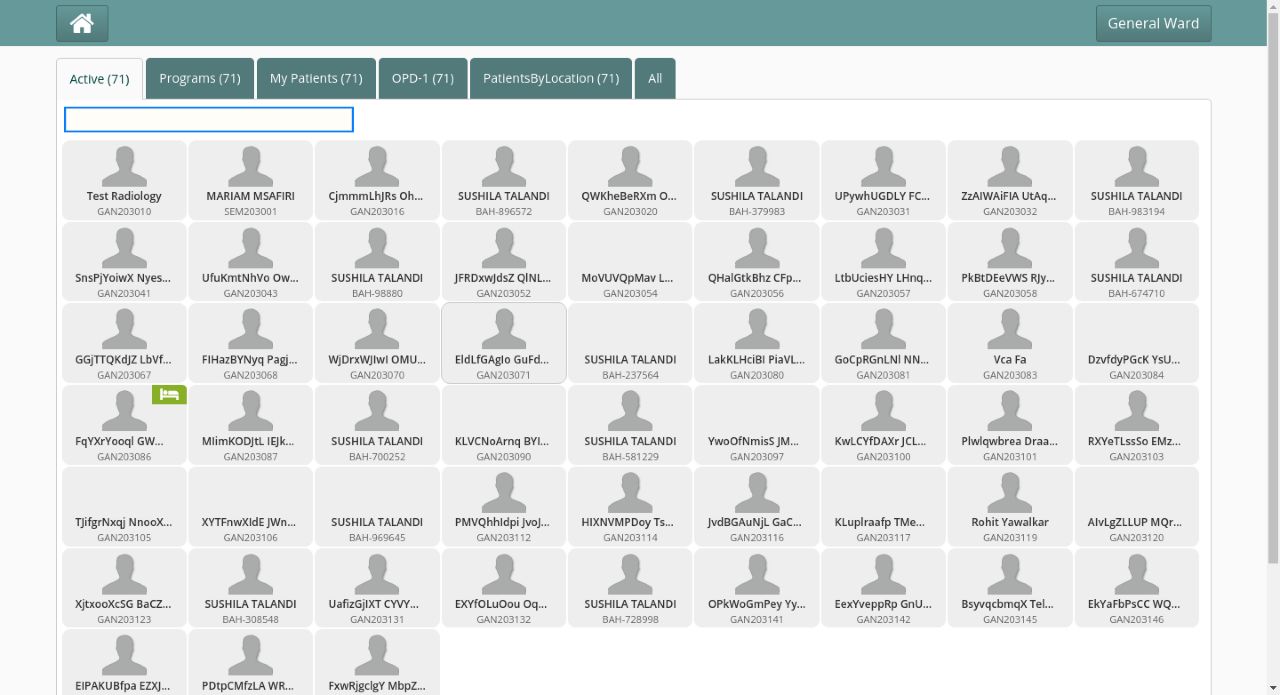 General Ward
Active (71)
Programs (71)
My Patients (71)
OPD-1 (71)
PatientsByLocation (71)
All
Test Radiology
GAN203010
MARIAM MSAFIRI
SEM203001
CjmmmLhJRs Oh...
GAN203016
SUSHILA TALANDI
BAH-896572
QWKheBeRXm O...
GAN203020
SUSHILA TALANDI
BAH-379983
UPywhUGDLY FC...
GAN203031
ZzAIWAiFIA UtAq...
GAN203032
SUSHILA TALANDI
BAH-983194
SnsPjYoiwX Nyes...
GAN203041
UfuKmtNhVo Ow...
GAN203043
SUSHILA TALANDI
BAH-98880
JFRDxwJdsZ QlNL...
GAN203052
MoVUVQpMav L...
GAN203054
QHalGtkBhz CFp...
GAN203056
LtbUciesHY LHnq...
GAN203057
PkBtDEeVWS RJy...
GAN203058
SUSHILA TALANDI
BAH-674710
GGjTTQKdJZ LbVf...
GAN203067
FIHazBYNyq Pagj...
GAN203068
WjDrxWJIwI OMU...
GAN203070
EldLfGAgIo GuFd...
GAN203071
SUSHILA TALANDI
BAH-237564
LakKLHciBI PiaVL...
GAN203080
GoCpRGnLNl NN...
GAN203081
Vca Fa
GAN203083
DzvfdyPGcK YsU...
GAN203084
FqYXrYooql GW...
GAN203086
MIimKODJtL IEJk...
GAN203087
SUSHILA TALANDI
BAH-700252
KLVCNoArnq BYI...
GAN203090
SUSHILA TALANDI
BAH-581229
YwoOfNmisS JM...
GAN203097
KwLCYfDAXr JCL...
GAN203100
Plwlqwbrea Draa...
GAN203101
RXYeTLssSo EMz...
GAN203103
TJifgrNxqj NnooX...
GAN203105
XYTFnwXIdE JWn...
GAN203106
SUSHILA TALANDI
BAH-969645
PMVQhhIdpi JvoJ...
GAN203112
HIXNVMPDoy Ts...
GAN203114
JvdBGAuNjL GaC...
GAN203116
KLuplraafp TMe...
GAN203117
Rohit Yawalkar
GAN203119
AIvLgZLLUP MQr...
GAN203120
XjtxooXcSG BaCZ...
GAN203123
SUSHILA TALANDI
BAH-308548
UafizGjIXT CYVY...
GAN203131
EXYfOLuOou Oq...
GAN203132
SUSHILA TALANDI
BAH-728998
OPkWoGmPey Yy...
GAN203141
EexYveppRp GnU...
GAN203142
BsyvqcbmqX Tel...
GAN203145
EkYaFbPsCC WQ...
GAN203146
EIPAKUBfpa EZXJ...
PDtpCMfzLA WR...
FxwRjgclgY MbpZ...